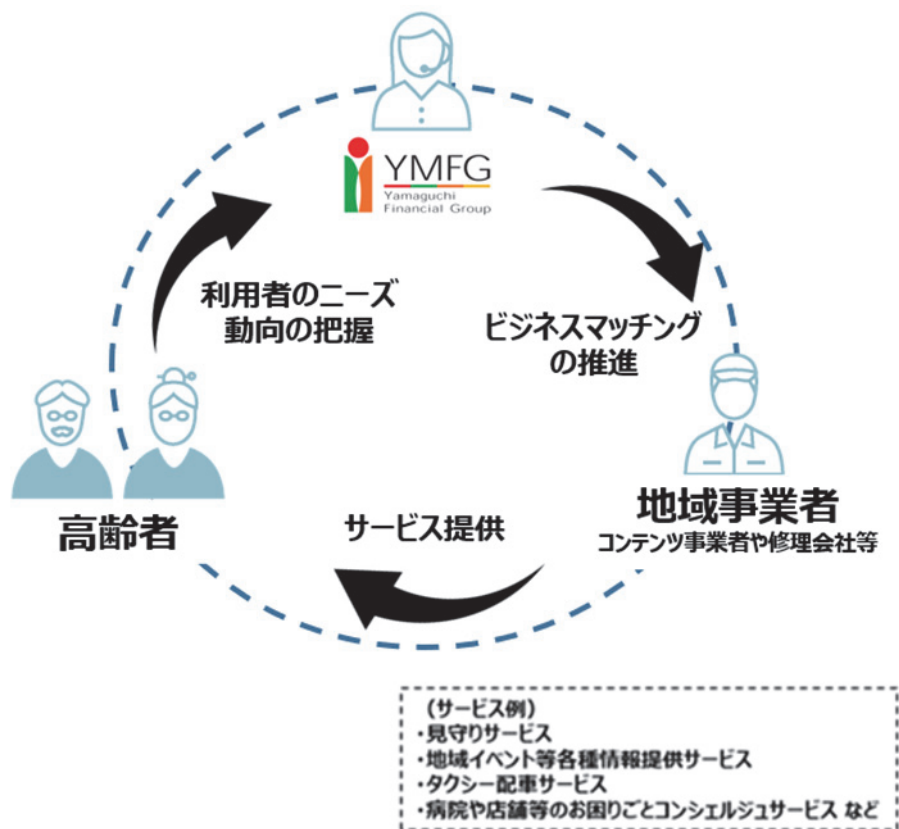 YMFG
Yamaguchi
Financial Group
利用者のニーズ
動向の把握
ビジネスマッチング
の推進
高齢者
サービス提供
地域事業者
コンテンツ事業者や修理会社等
（サービス例）
・見守りサービス
・地域イベント等各種情報提供サービス
・タクシー配車サービス
・病院や店舗等のお困りごとコンシェルジュサービス など